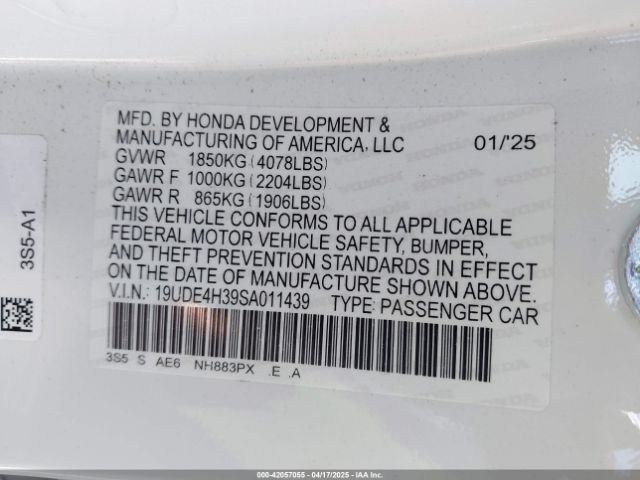 MFD. BY HONDA DEVELOPMENT &
MANUFACTURING OF AMERICA, LLC 01/'25
GVWR 1850KG (4078LBS)
GAWR F 1000KG (2204LBS)
GAWR R 865KG (1906LBS)
THIS VEHICLE CONFORMS TO ALL APPLICABLE
FEDERAL MOTOR VEHICLE SAFETY, BUMPER,
AND THEFT PREVENTION STANDARDS IN EFFECT
ON THE DATE OF MANUFACTURE SHOWN ABOVE.
V.I.N.: 19UDE4H39SA011439 TYPE: PASSENGER CAR
3S5 S AE6 NH883PX .E .A
3S5-A1
000-42057055 - 04/17/2025 - IAAI.COM